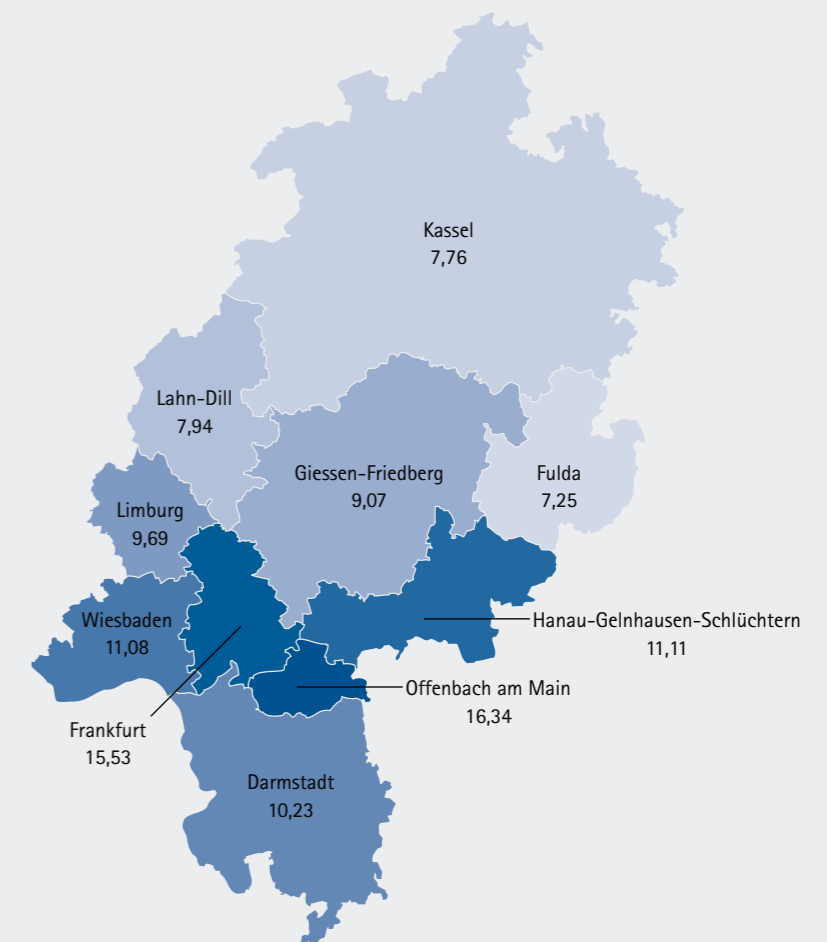 Kassel
7,76
Lahn-Dill
7,94
Giessen-Friedberg
9,07
Fulda
7,25
Limburg
9,69
Wiesbaden
11,08
Hanau-Gelnhausen-Schlüchtern
11,11
Offenbach am Main
16,34
Frankfurt
15,53
Darmstadt
10,23